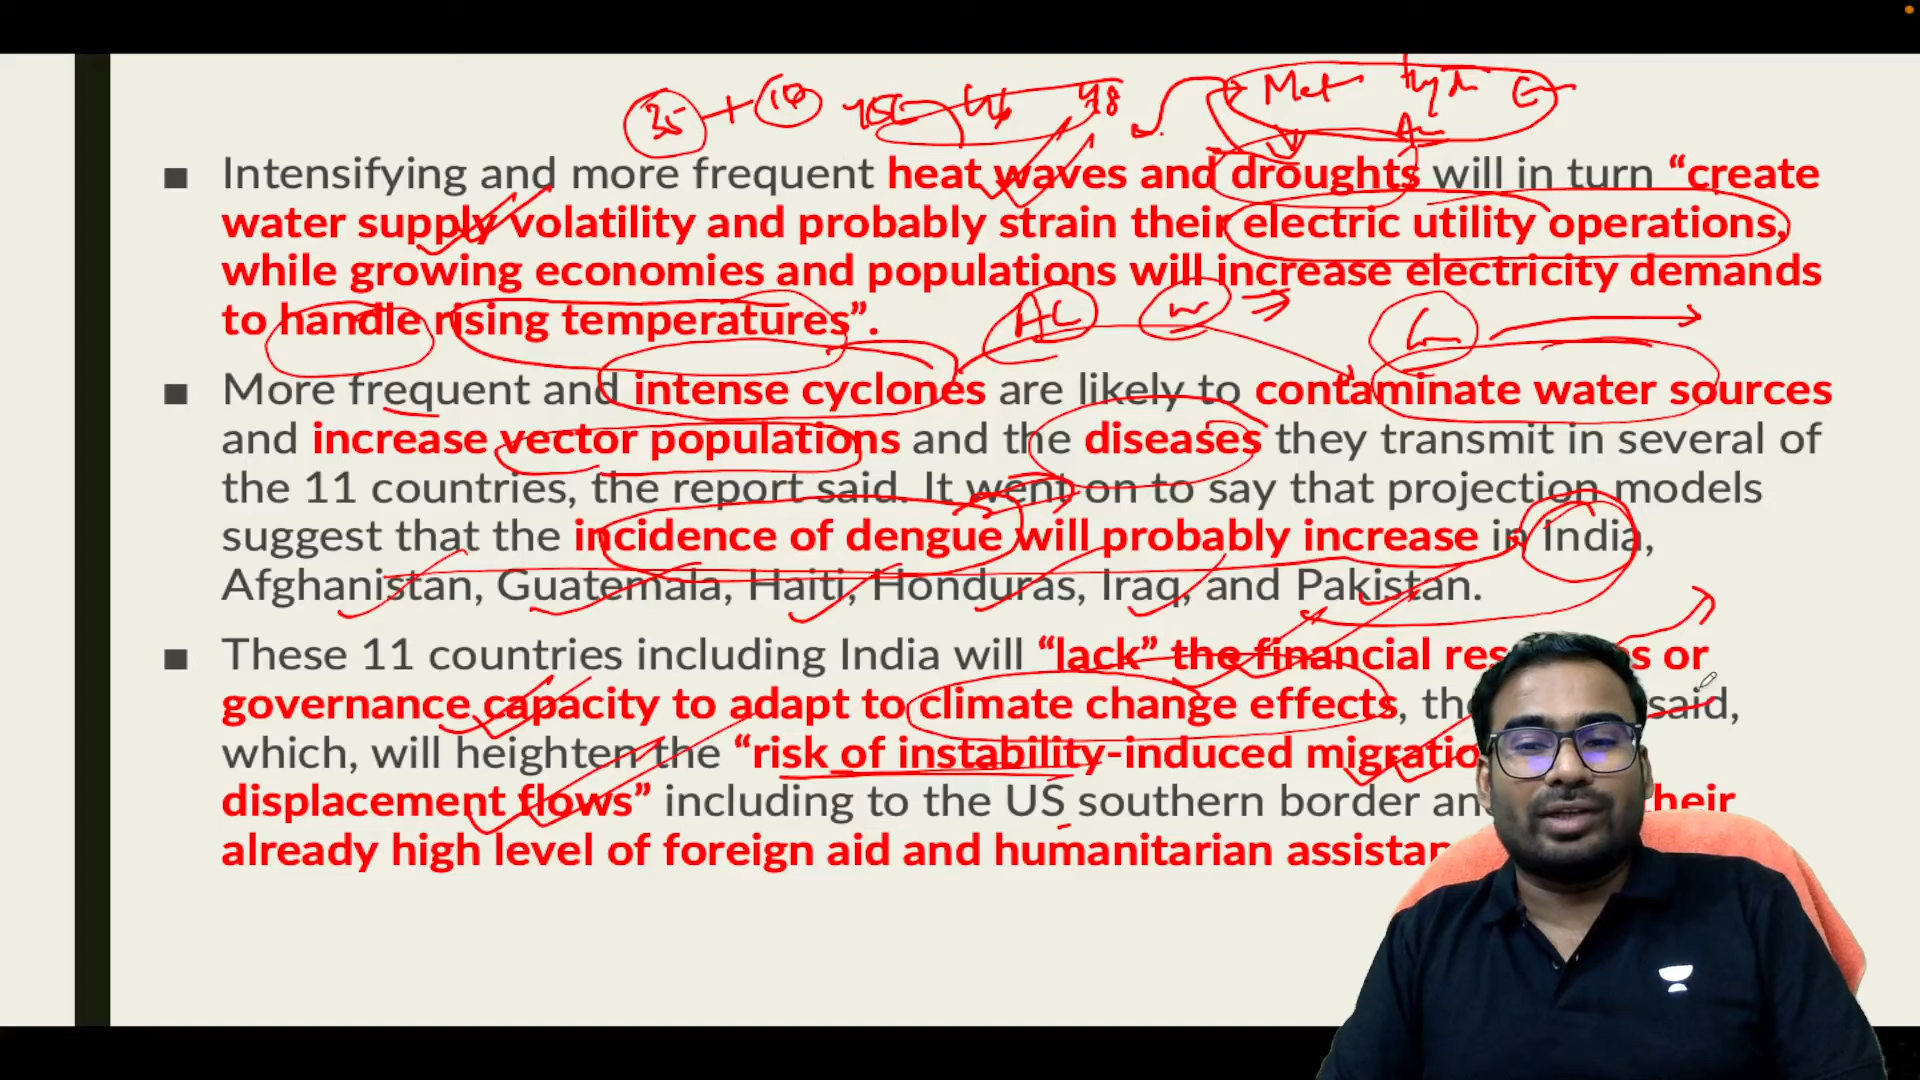 35 + 10 45C 46 48 Met Hyd
Intensifying and more frequent heat waves and droughts will in turn “create
water supply volatility and probably strain their electric utility operations,
while growing economies and populations will increase electricity demands
to handle rising temperatures”.
AC W
More frequent and intense cyclones are likely to contaminate water sources
and increase vector populations and the diseases they transmit in several of
the 11 countries, the report said. It went on to say that projection models
suggest that the incidence of dengue will probably increase in India,
Afghanistan, Guatemala, Haiti, Honduras, Iraq, and Pakistan.
These 11 countries including India will “lack” the financial or
governance capacity to adapt to climate change effects, said,
which, will heighten the “risk of instability-induced
displacement flows” including to the US southern border
already high level of foreign aid and humanitarian